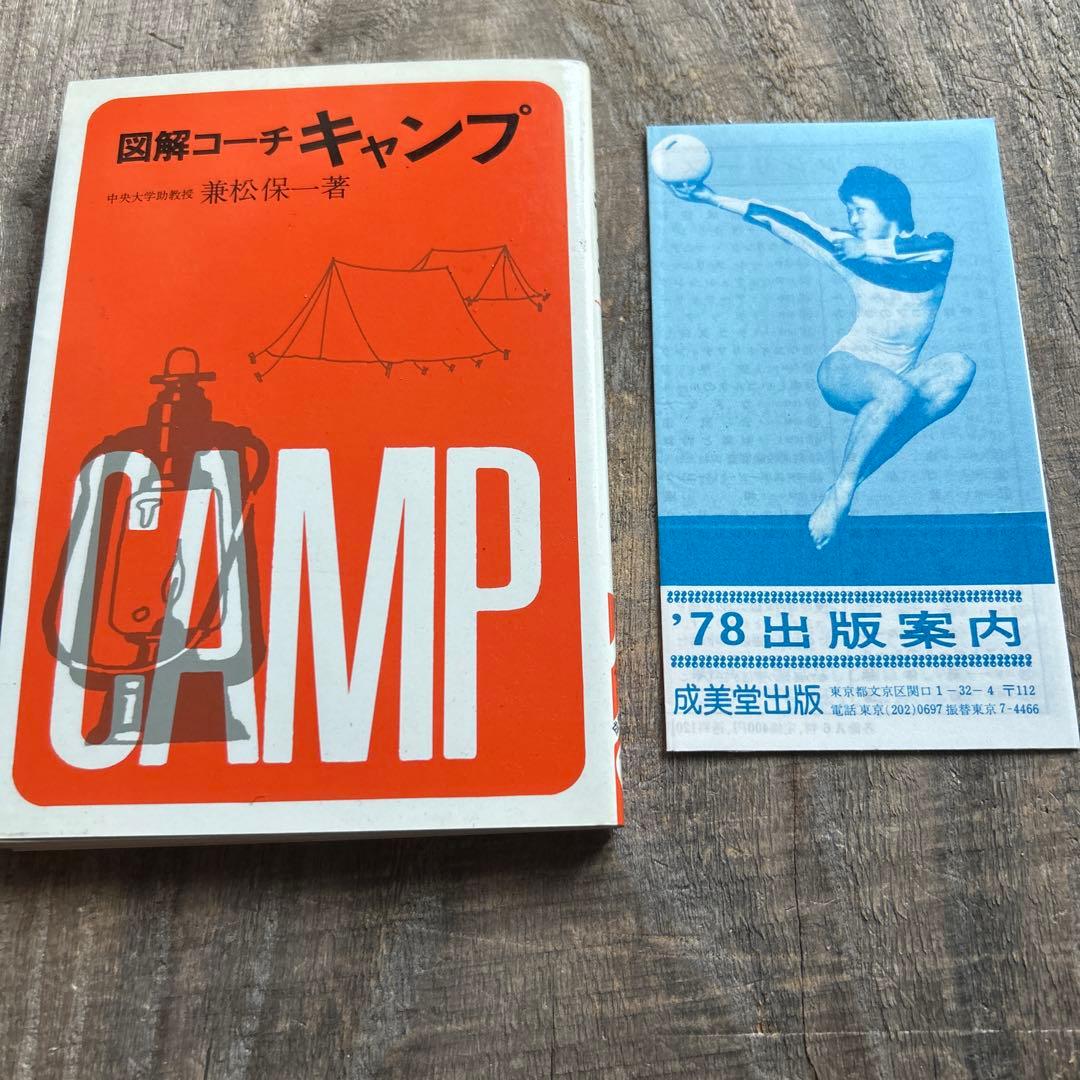 図解コーチ キャンプ
中央大学助教授 兼松保一著
CAMP
'78 出版案内
成美堂出版 東京都文京区関口1-32-4 〒112
電話 東京(202)0697 振替東京 7-4466